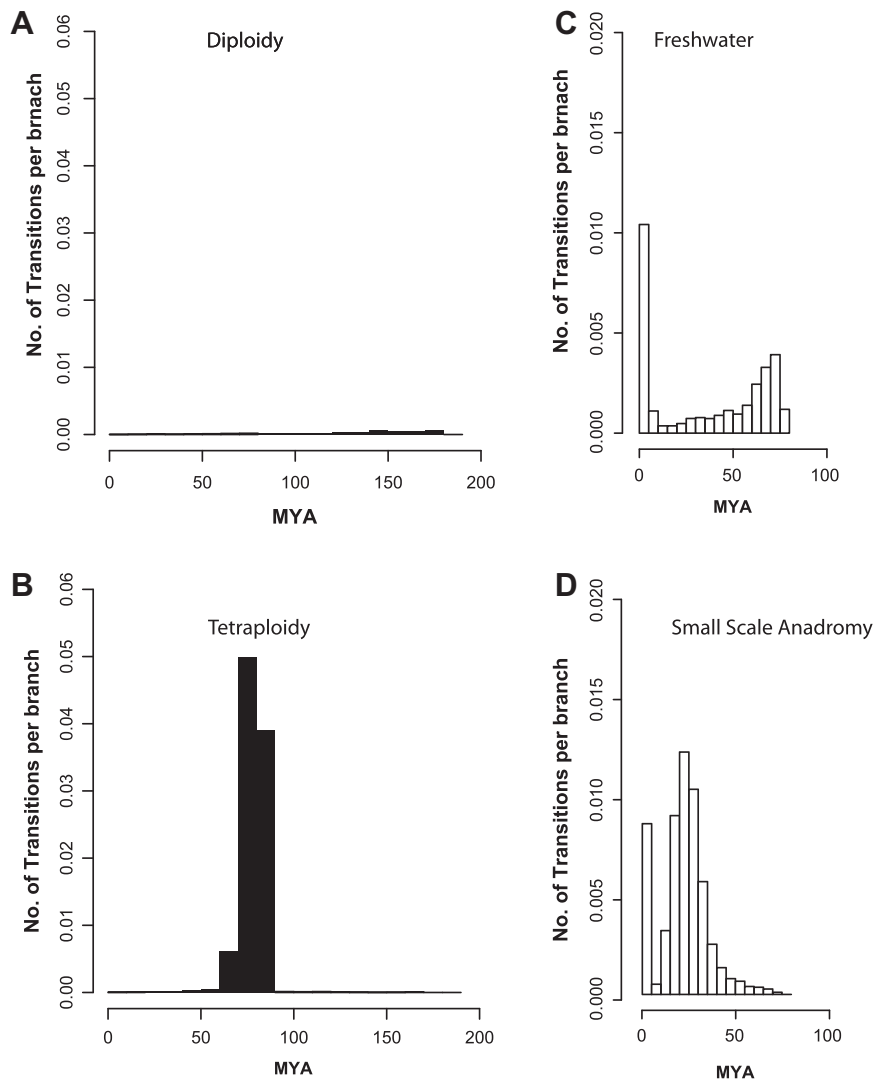 A
Diploidy
No. of Transitions per brnach
0.06
0.05
0.04
0.03
0.02
0.01
0.00
0 50 100 150 200
MYA
C
Freshwater
No. of Transitions per branch
0.020
0.015
0.010
0.005
0.000
0 50 100
MYA
B
Tetraploidy
No. of Transitions per branch
0.06
0.05
0.04
0.03
0.02
0.01
0.00
0 50 100 150 200
MYA
D
Small Scale Anadromy
No. of Transitions per branch
0.020
0.015
0.010
0.005
0.000
0 50 100
MYA